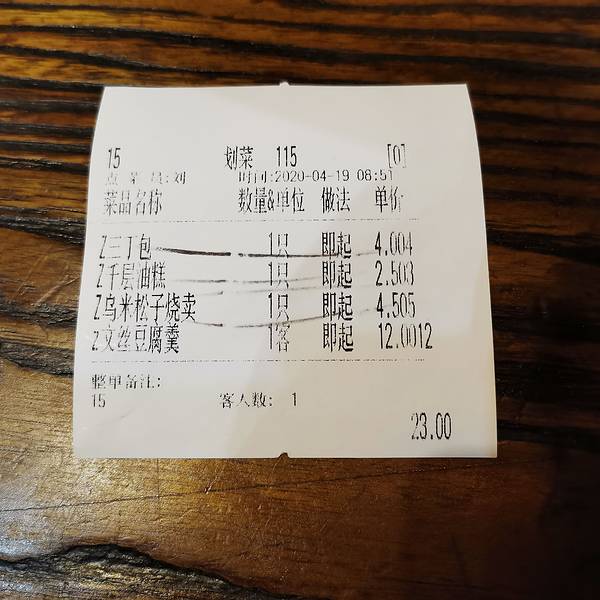 15 划菜 115 [0]
点菜员:刘 时间:2020-04-19 08:51
菜品名称 数量&单位 做法 单价
Z三丁包 1只 即起 4.004
Z千层油糕 1只 即起 2.503
Z乌米松子烧卖 1只 即起 4.505
z文丝豆腐羹 1客 即起 12.0012
整单备注:
15 客人数: 1
23.00